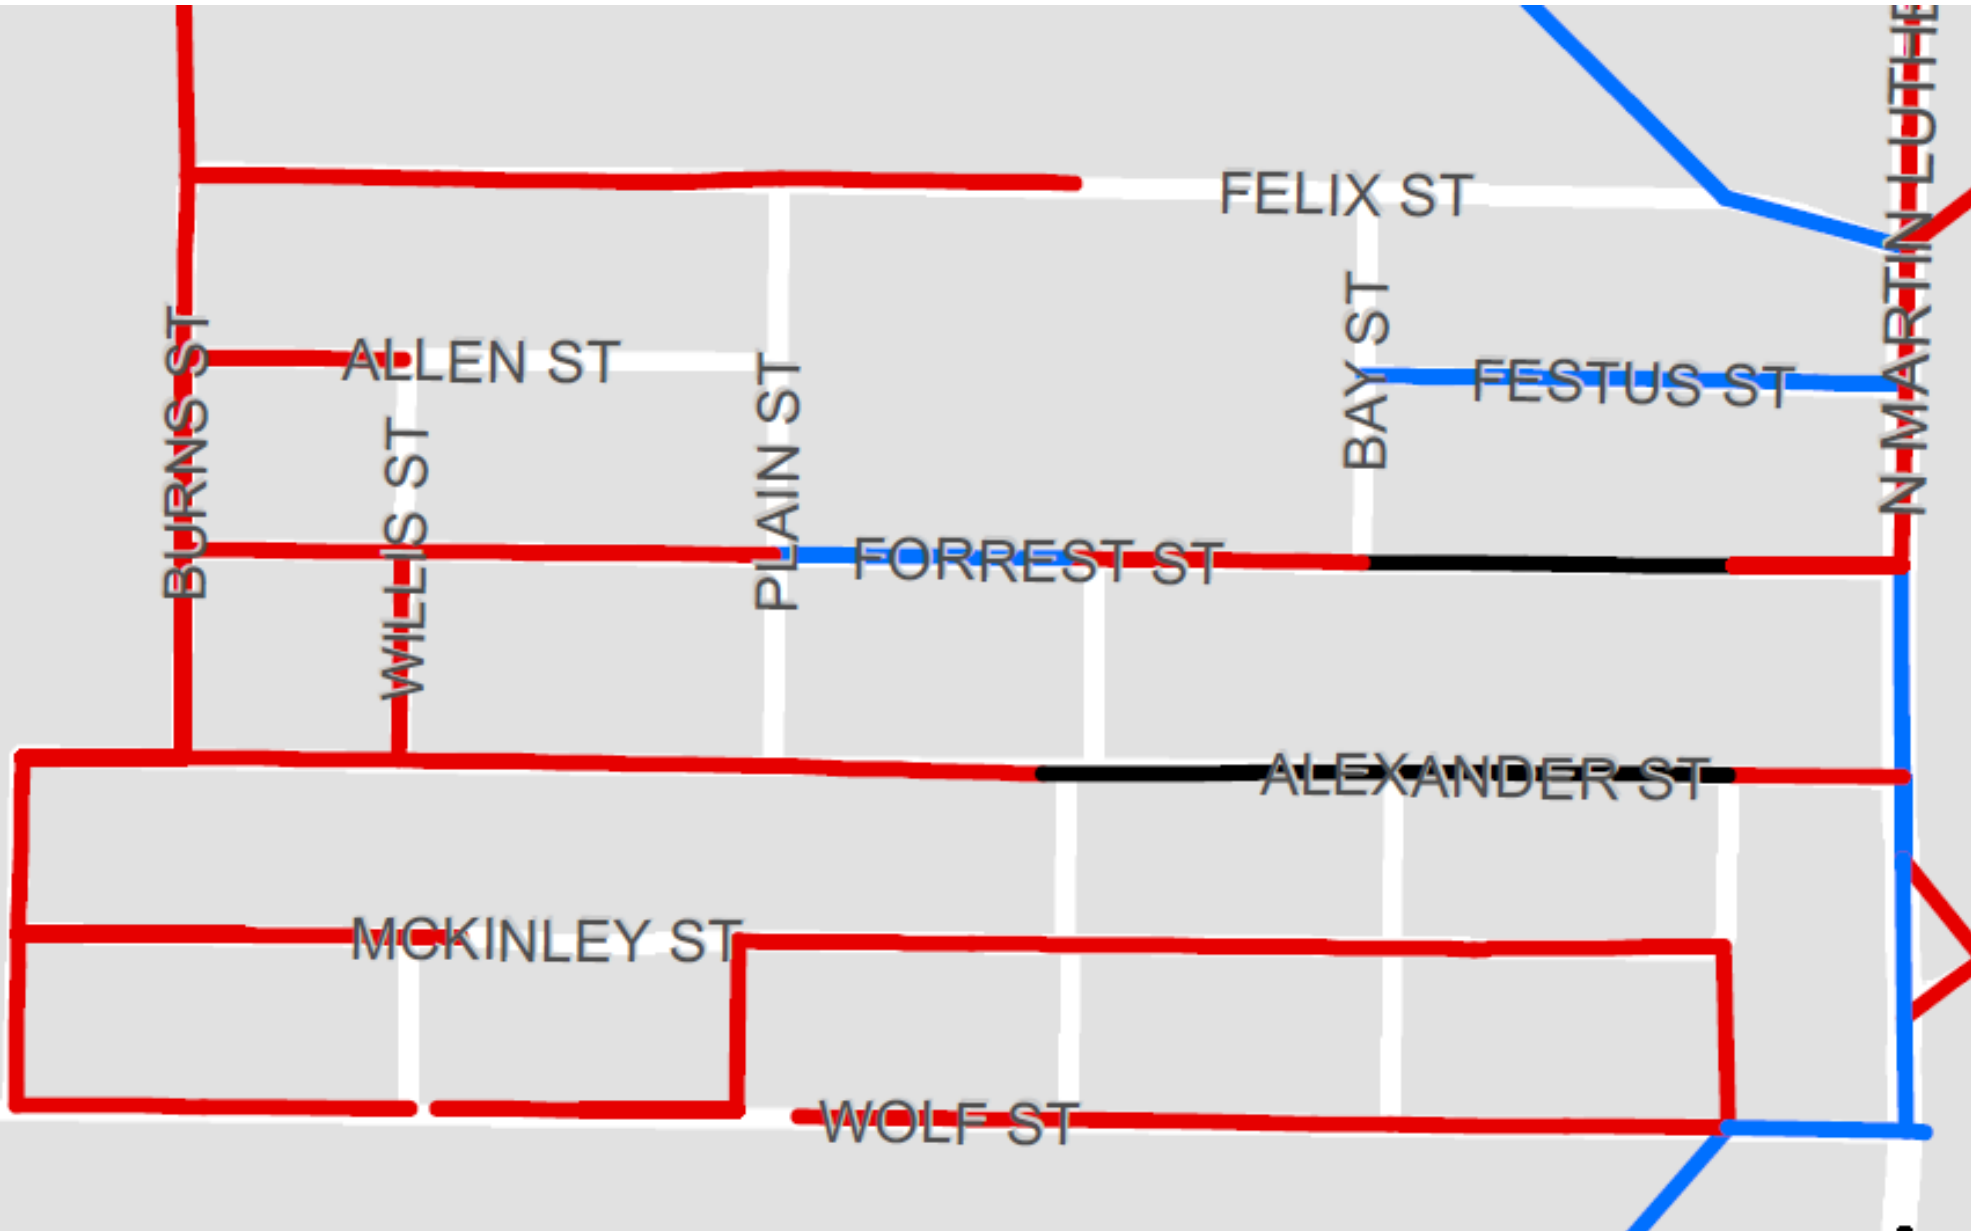 FELIX ST
N MARTIN LUTHE
BURNS ST
ALLEN ST
WILLIS ST
PLAIN ST
BAY ST
FESTUS ST
FORREST ST
ALEXANDER ST
MCKINLEY ST
WOLF ST